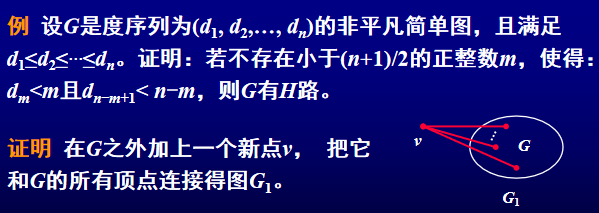 例 设G是度序列为(d1, d2,…, dn)的非平凡简单图，且满足
d1≤d2≤···≤dn。证明：若不存在小于(n+1)/2的正整数m，使得：
dm<m且dn−m+1< n−m，则G有H路。
证明 在G之外加上一个新点v， 把它
和G的所有顶点连接得图G1。
v
G
G1